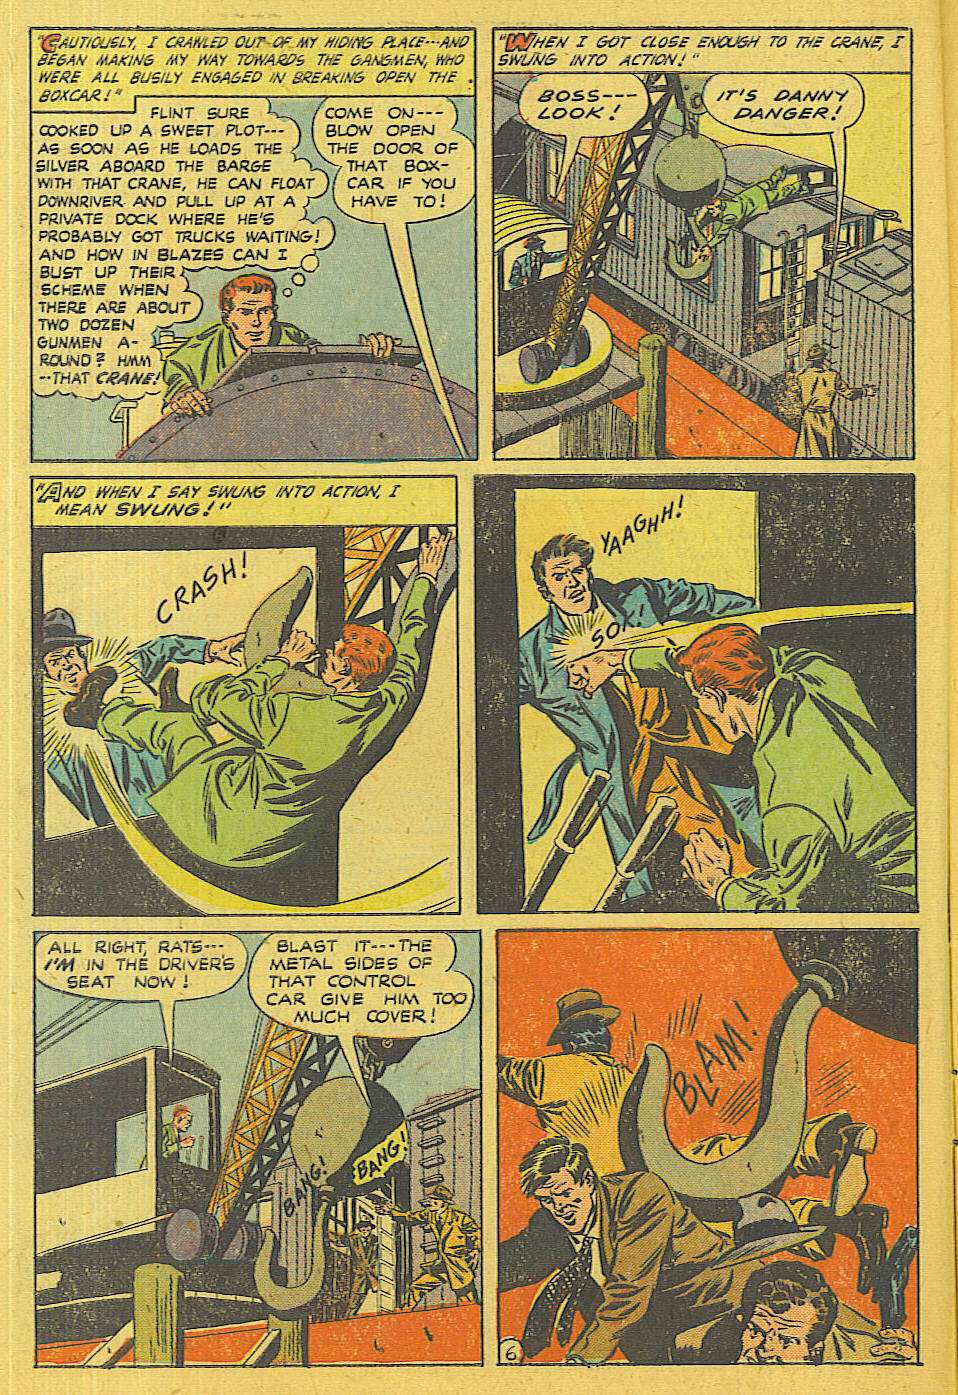 "CAUTIOUSLY, I CRAWLED OUT OF MY HIDING PLACE---AND
BEGAN MAKING MY WAY TOWARDS THE GANGMEN, WHO
WERE ALL BUSILY ENGAGED IN BREAKING OPEN THE
BOXCAR!"
FLINT SURE
COOKED UP A SWEET PLOT---
AS SOON AS HE LOADS THE
SILVER ABOARD THE BARGE
WITH THAT CRANE, HE CAN FLOAT
DOWNRIVER AND PULL UP AT A
PRIVATE DOCK WHERE HE'S
PROBABLY GOT TRUCKS WAITING!
AND HOW IN BLAZES CAN I
BUST UP THEIR
SCHEME WHEN
THERE ARE ABOUT
TWO DOZEN
GUNMEN A-
ROUND? HMM
--THAT CRANE!
COME ON---
BLOW OPEN
THE DOOR OF
THAT BOX-
CAR IF YOU
HAVE TO!
"WHEN I GOT CLOSE ENOUGH TO THE CRANE, I
SWUNG INTO ACTION!"
BOSS---
LOOK!
IT'S DANNY
DANGER!
"AND WHEN I SAY SWUNG INTO ACTION, I
MEAN SWUNG!"
CRASH!
YAAGHH!
SOK!
ALL RIGHT, RATS---
I'M IN THE DRIVER'S
SEAT NOW!
BLAST IT---THE
METAL SIDES OF
THAT CONTROL
CAR GIVE HIM TOO
MUCH COVER!
BANG!
BANG!
BLAM!
6